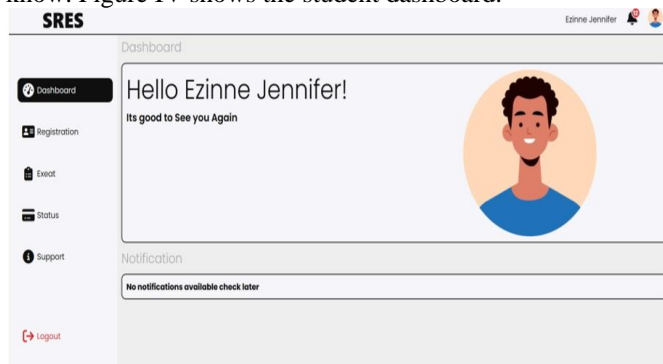 know. Figure IV shows the student dashboard.
SRES
Ezinne Jennifer
Dashboard
Dashboard
Hello Ezinne Jennifer!
Its good to See you Again
Registration
Exeat
Status
Support
Notification
No notifications available check later
Logout